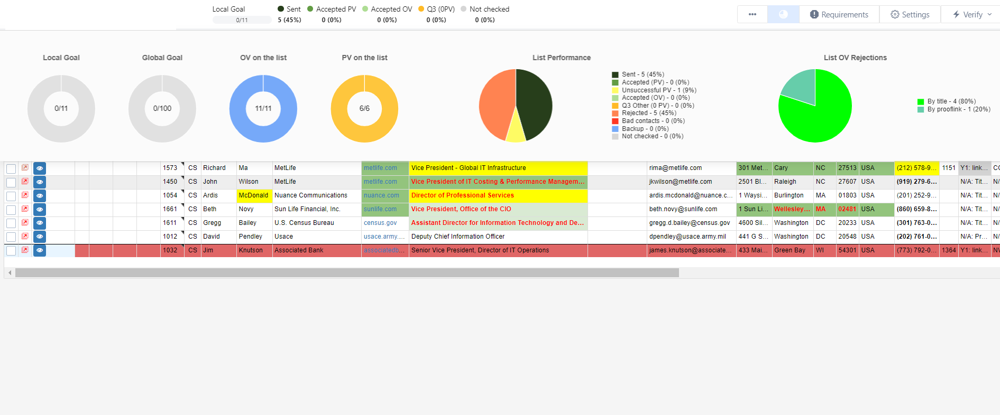 Local Goal
0/11
Sent Accepted PV Accepted OV Q3 (0PV) Not checked
5 (45%) 0 (0%) 0 (0%) 0 (0%) 0 (0%)
••• Requirements Settings Verify
Local Goal Global Goal OV on the list PV on the list List Performance List OV Rejections
0/11 0/100 11/11 6/6
Sent - 5 (45%)
Accepted (PV) - 0 (0%)
Unsuccessful PV - 1 (9%)
Accepted (OV) - 0 (0%)
Q3 Other (0 PV) - 0 (0%)
Rejected - 5 (45%)
Bad contacts - 0 (0%)
Backup - 0 (0%)
Not checked - 0 (0%)
By title - 4 (80%)
By prooflink - 1 (20%)
1573 CS Richard Ma MetLife metlife.com Vice President - Global IT Infrastructure rima@metlife.com 301 Met... Cary NC 27513 USA (212) 578-9... 1151 Y1: link... CC
1450 CS John Wilson MetLife metlife.com Vice President of IT Costing & Performance Managem... jkwilson@metlife.com 2501 Bl... Raleigh NC 27607 USA (919) 279-6... N/A: Tit... N/
1054 CS Ardis McDonald Nuance Communications nuance.com Director of Professional Services ardis.mcdonald@nuance.c... 1 Waysi... Burlington MA 01803 USA (201) 252-9... N/A: Tit... N/
1661 CS Beth Novy Sun Life Financial, Inc. sunlife.com Vice President, Office of the CIO beth.novy@sunlife.com 1 Sun Li... Wellesley... MA 02481 USA (860) 659-8... N/A: Tit... N/
1611 CS Gregg Bailey U.S. Census Bureau census.gov Assistant Director for Information Technology and De... gregg.d.bailey@census.gov 4600 Sil... Washington DC 20233 USA (301) 763-0... N/A: Tit... N/
1012 CS David Pendley Usace usace.army.... Deputy Chief Information Officer dpendley@usace.army.mil 441 G S... Washington DC 20548 USA (202) 761-0... N/A: Pr... N/
1032 CS Jim Knutson Associated Bank associatedb... Senior Vice President, Director of IT Operations james.knutson@associate... 433 Mai... Green Bay WI 54301 USA (773) 792-0... 1364 Y1: link... NV